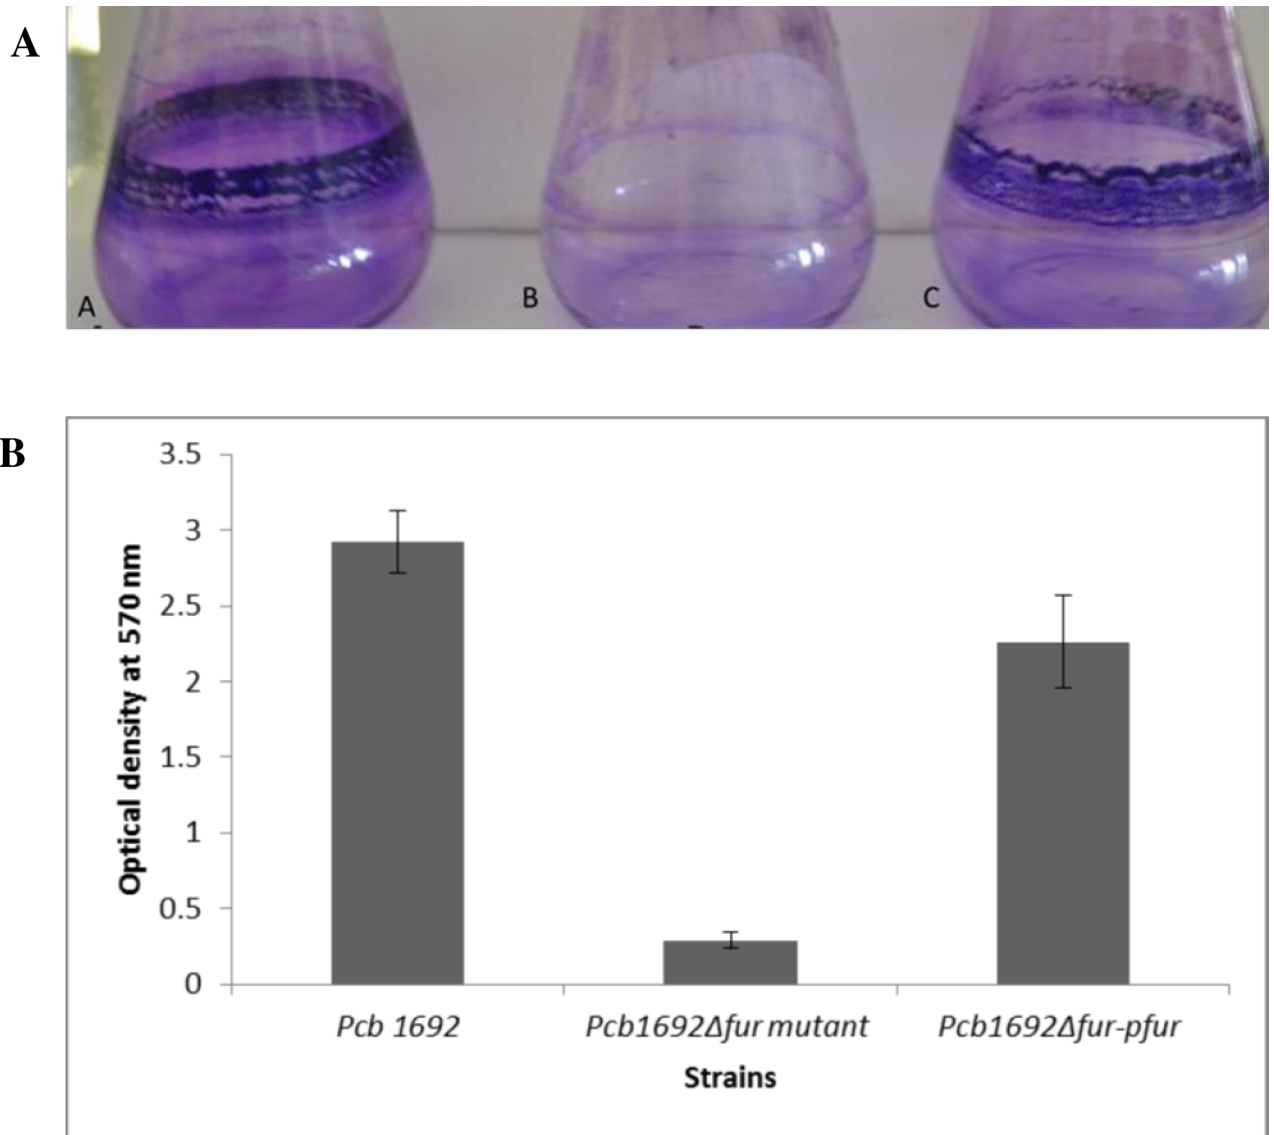 A
A
B
C
B
3.5
3
2.5
2
1.5
1
0.5
0
Optical density at 570 nm
Pcb 1692
Pcb1692Δfur mutant
Pcb1692Δfur-pfur
Strains